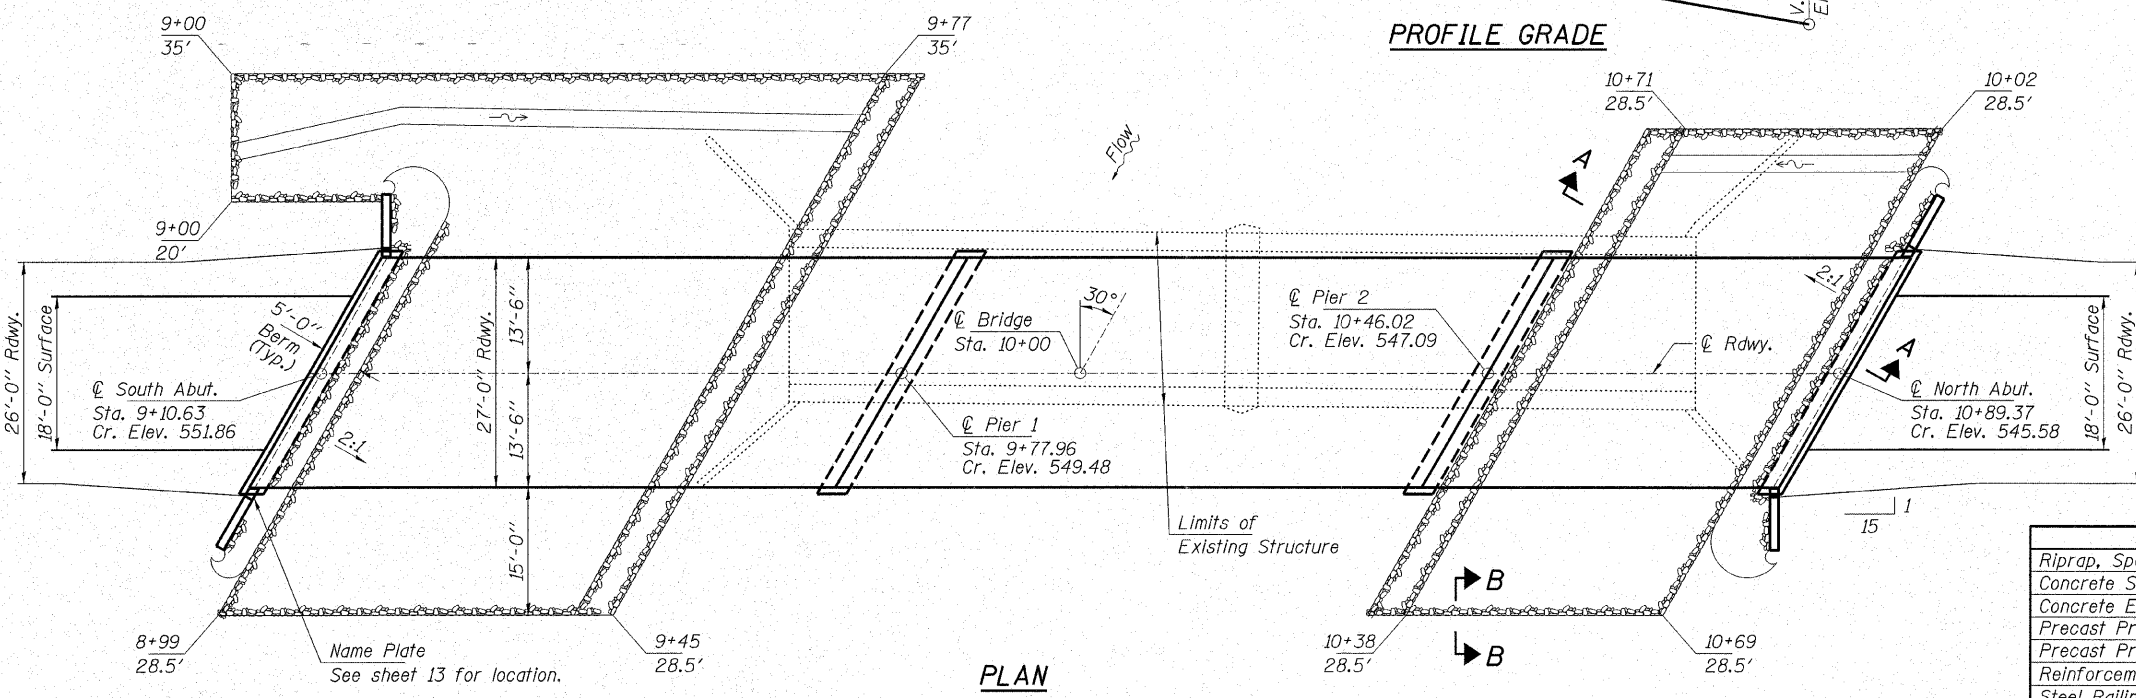 PROFILE GRADE
9+00
35'
9+77
35'
10+71
28.5'
10+02
28.5'
Flow
A
9+00
20'
26'-0" Rdwy.
18'-0" Surface
5'-0"
Berm
(Typ.)
27'-0" Rdwy.
13'-6"
13'-6"
15'-0"
2:1
℄ South Abut.
Sta. 9+10.63
Cr. Elev. 551.86
℄ Bridge
Sta. 10+00
30°
℄ Pier 1
Sta. 9+77.96
Cr. Elev. 549.48
℄ Pier 2
Sta. 10+46.02
Cr. Elev. 547.09
℄ Rdwy.
2:1
A
℄ North Abut.
Sta. 10+89.37
Cr. Elev. 545.58
18'-0" Surface
26'-0" Rdwy.
1
15
Limits of
Existing Structure
B
B
8+99
28.5'
Name Plate
See sheet 13 for location.
9+45
28.5'
10+38
28.5'
10+69
28.5'
PLAN
Riprap,
Concrete
Concrete
Precast
Precast
Steel